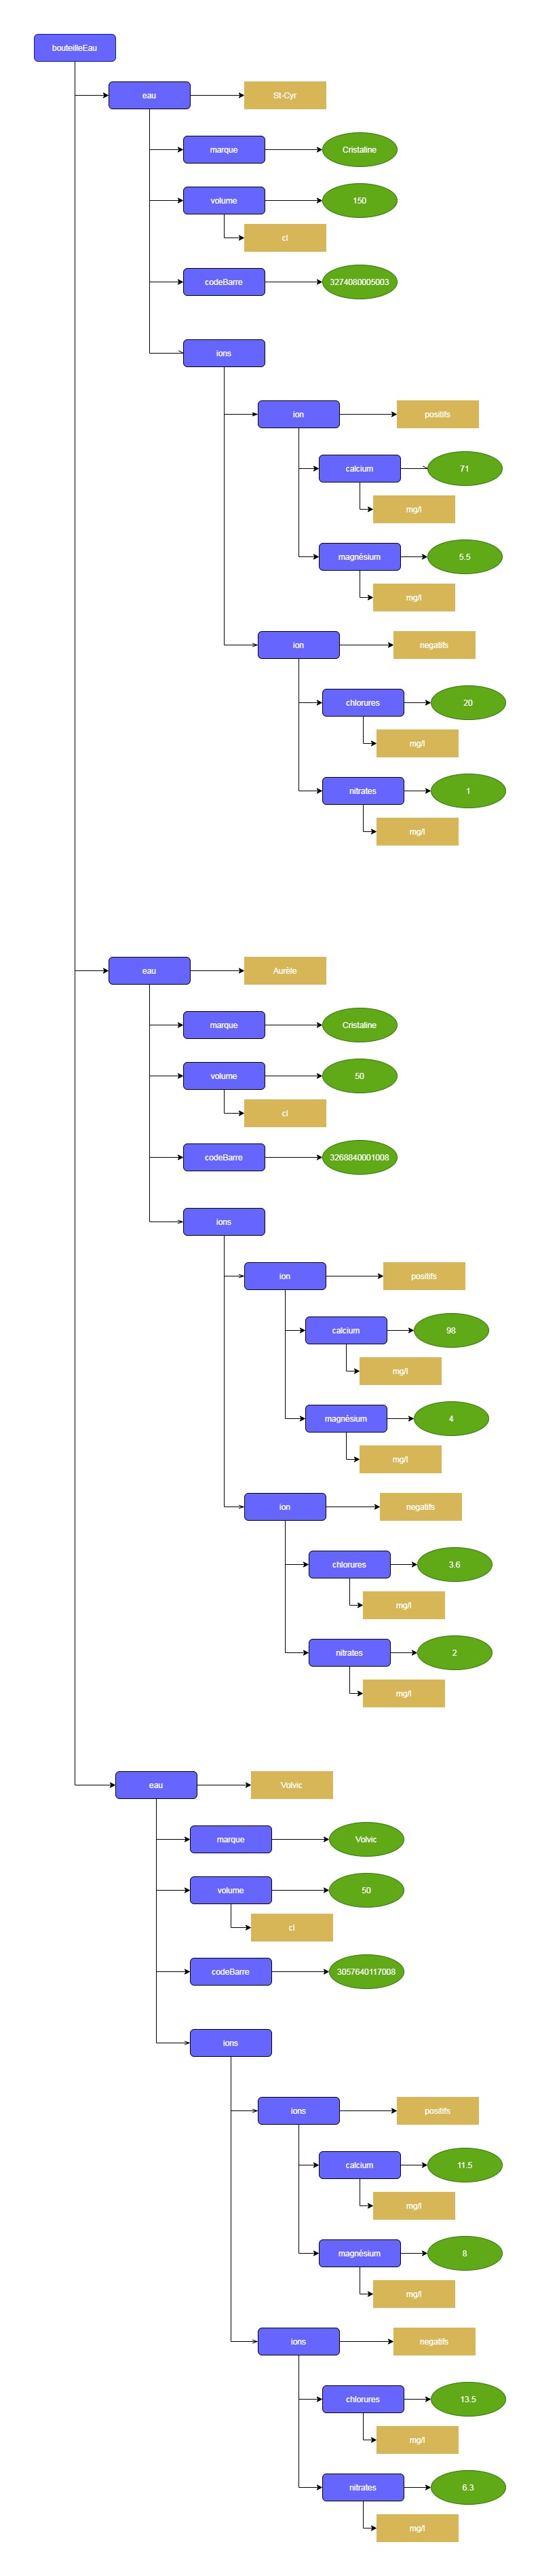 bouteilleEau
eau
St-Cyr
marque
Cristaline
volume
150
cl
codeBarre
3274080005003
ions
ion
positifs
calcium
71
mg/l
magnésium
5.5
mg/l
ion
negatifs
chlorures
20
mg/l
nitrates
1
mg/l
eau
Aurèle
marque
Cristaline
volume
50
cl
codeBarre
3268840001008
ions
ion
positifs
calcium
98
mg/l
magnésium
4
mg/l
ion
negatifs
chlorures
3.6
mg/l
nitrates
2
mg/l
eau
Volvic
marque
Volvic
volume
50
cl
codeBarre
3057640117008
ions
ions
positifs
calcium
11.5
mg/l
magnésium
8
mg/l
ions
negatifs
chlorures
13.5
mg/l
nitrates
6.3
mg/l